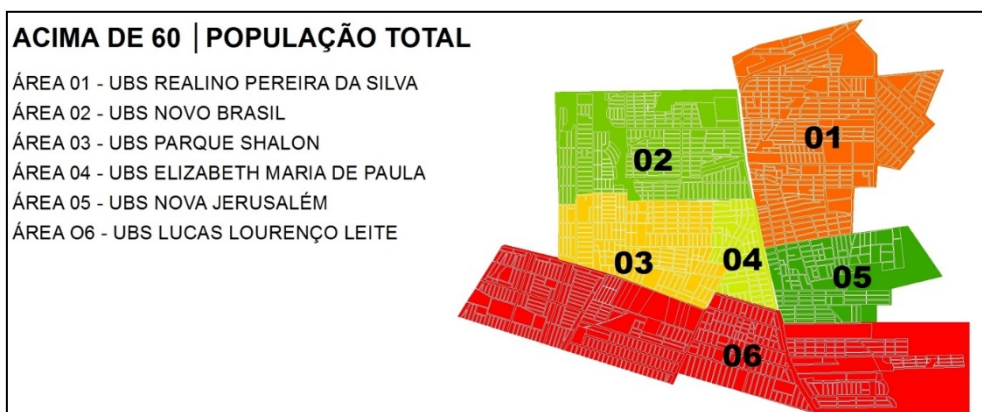 ACIMA DE 60 | POPULAÇÃO TOTAL
ÁREA 01 - UBS REALINO PEREIRA DA SILVA
ÁREA 02 - UBS NOVO BRASIL
ÁREA 03 - UBS PARQUE SHALON
ÁREA 04 - UBS ELIZABETH MARIA DE PAULA
ÁREA 05 - UBS NOVA JERUSALÉM
ÁREA O6 - UBS LUCAS LOURENÇO LEITE
01
02
03
04
05
06